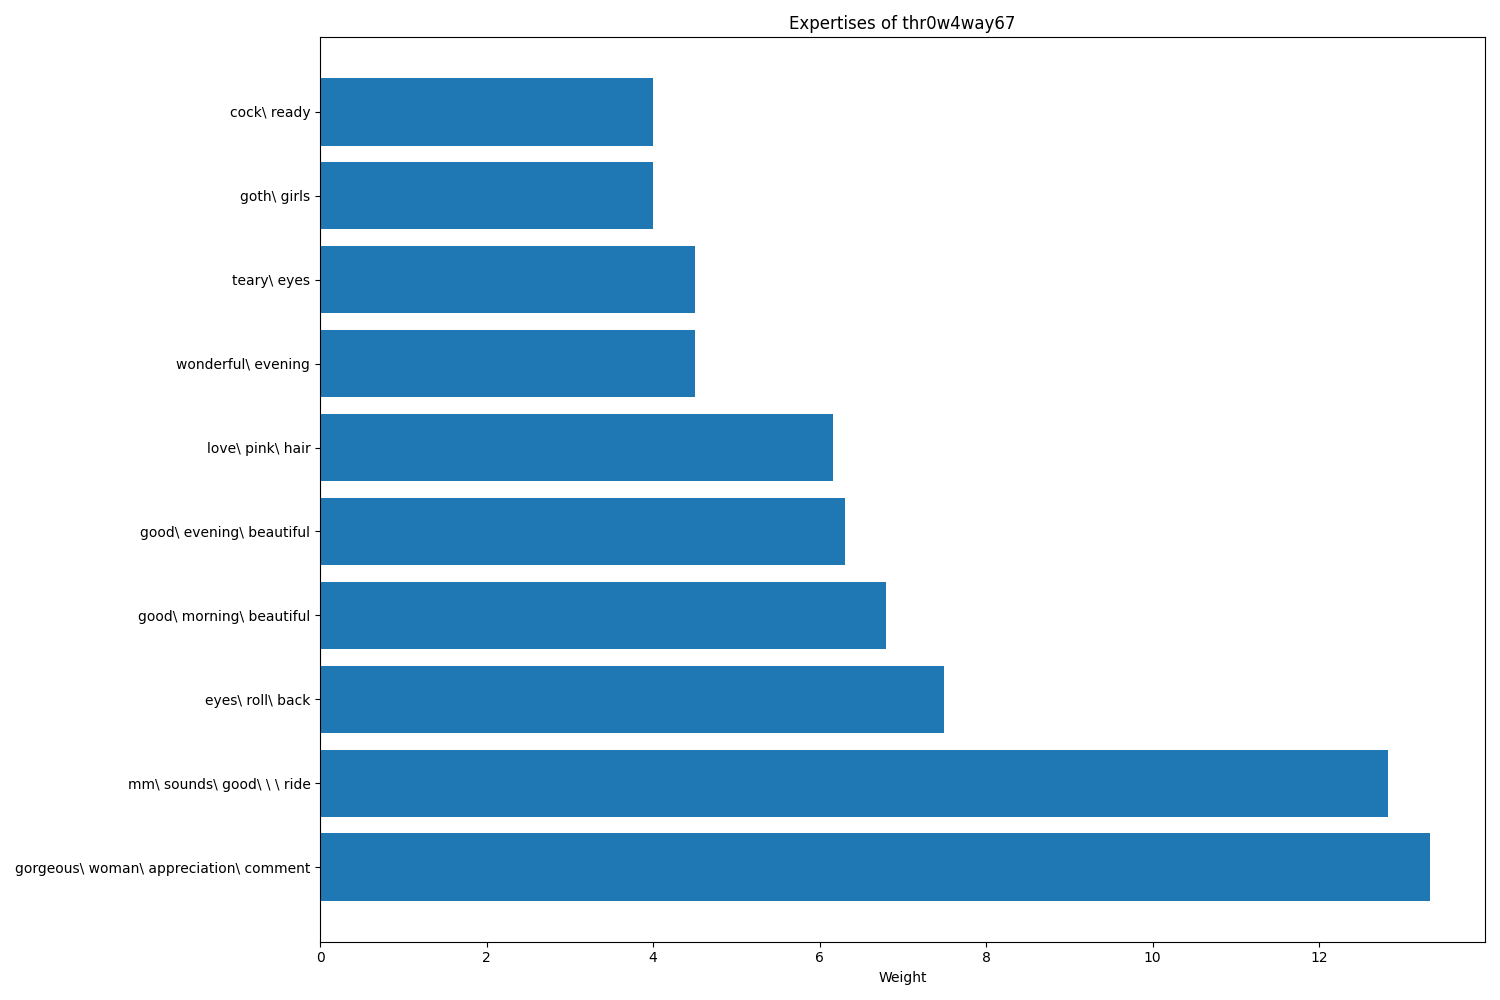 Expertises of thr0w4way67
cock\ ready
goth\ girls
teary\ eyes
wonderful\ evening
love\ pink\ hair
good\ evening\ beautiful
good\ morning\ beautiful
eyes\ roll\ back
mm\ sounds\ good\ \ \ ride
gorgeous\ woman\ appreciation\ comment
0 2 4 6 8 10 12
Weight